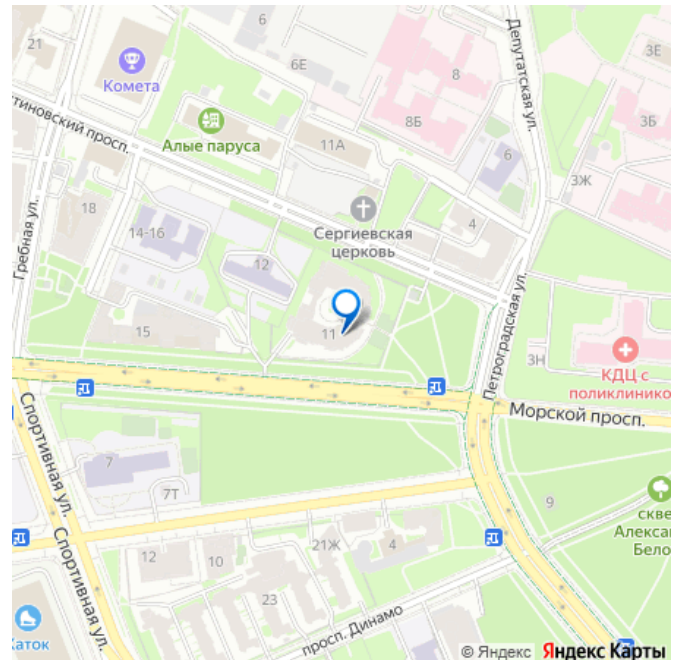 21
Комета
6Е
8
Депутатская ул.
3Е
тиновский просп.
Алые паруса
11А
8Б
6
3Б
3Ж
18
14-16
Сергиевская
церковь
4
Гребная ул.
12
15
11
Петроградская ул.
3Н
КДЦ с
поликлинико
Морской просп.
Спортивная ул.
7
7Т
9
скве
Алекса
Бело
Спортивная ул.
12
10
21Ж
4
23
просп. Динамо
Каток
© Яндекс Яндекс Карты